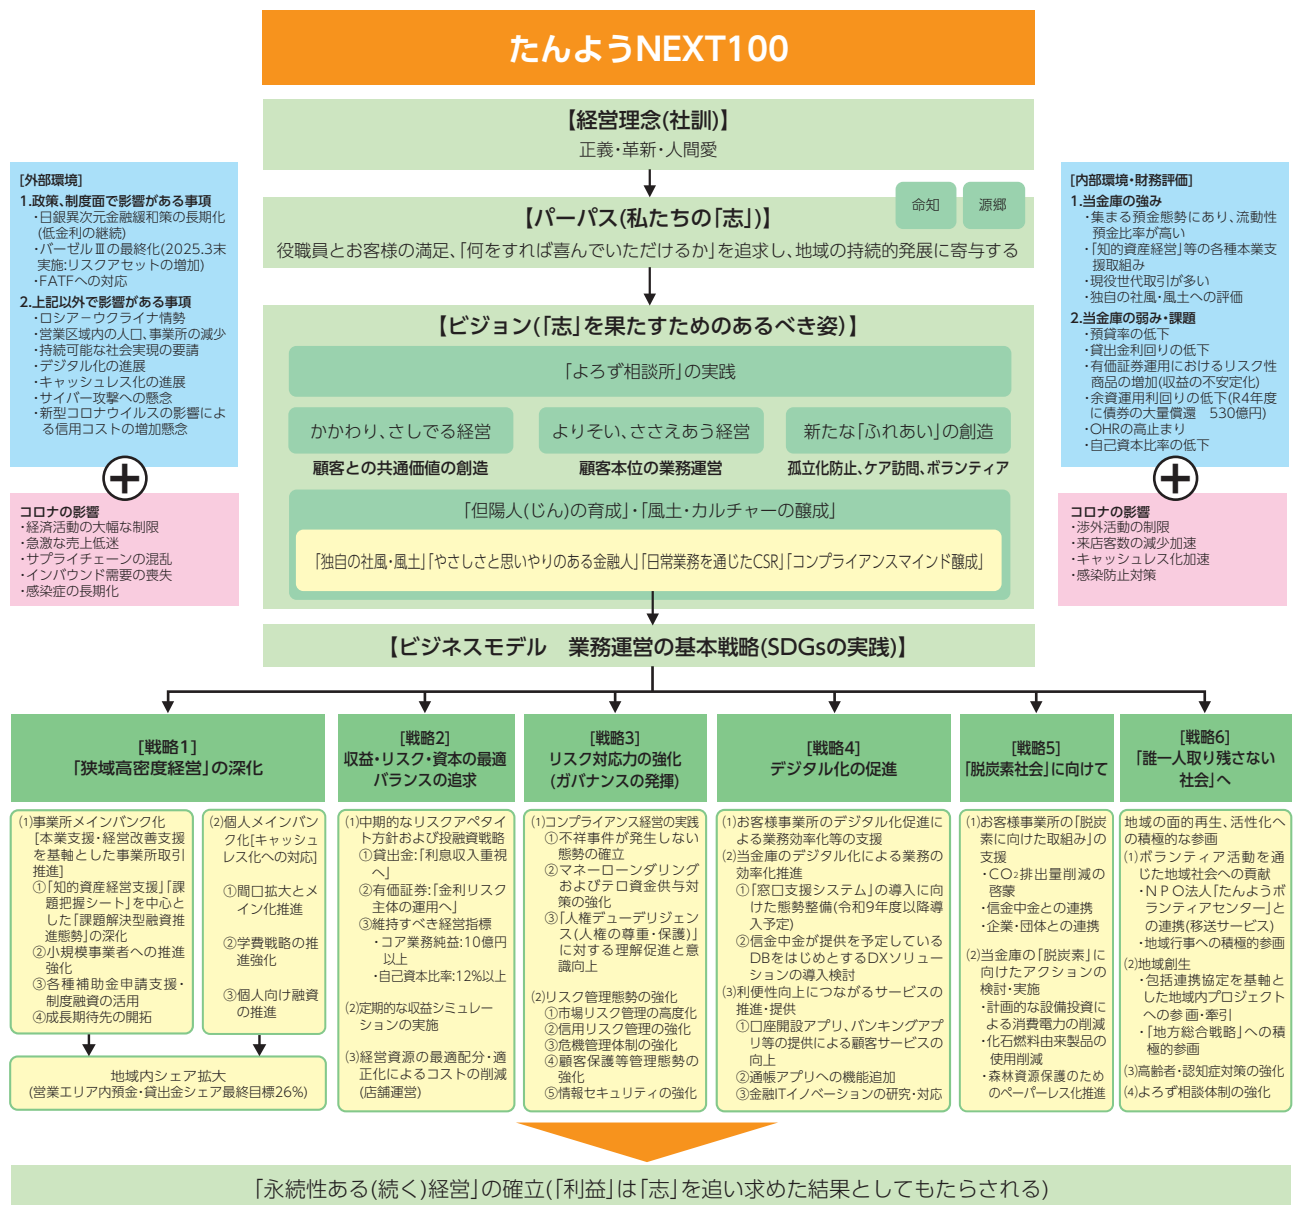 たんようNEXT100
【経営理念(社訓)】
正義・革新・人間愛
【パーパス(私たちの「志」)】
命知
源郷
役職員とお客様の満足、「何をすれば喜んでいただけるか」を追求し、地域の持続的発展に寄与する
[外部環境]
1.政策、制度面で影響がある事項
・日銀異次元金融緩和策の長期化
(低金利の継続)
・バーゼルⅢの最終化(2025.3末
実施:リスクアセットの増加)
・FATFへの対応
2.上記以外で影響がある事項
・ロシアーウクライナ情勢
・営業区域内の人口、事業所の減少
・持続可能な社会実現の要請
・デジタル化の進展
・キャッシュレス化の進展
・サイバー攻撃への懸念
・新型コロナウイルスの影響によ
る信用コストの増加懸念
コロナの影響
・経済活動の大幅な制限
・急激な売上低迷
・サプライチェーンの混乱
・インバウンド需要の喪失
・感染症の長期化
【ビジョン(「志」を果たすためのあるべき姿)】
「よろず相談所」の実践
かかわり、さしでる経営
よりそい、ささえあう経営
新たな「ふれあい」の創造
顧客との共通価値の創造
顧客本位の業務運営
孤立化防止、ケア訪問、ボランティア
「但陽人(じん)の育成」・「風土・カルチャーの醸成」
「独自の社風・風土」「やさしさと思いやりのある金融人」「日常業務を通じたCSR」「コンプライアンスマインド醸成」
[内部環境・財務評価]
1.当金庫の強み
・集まる預金態勢にあり、流動性
預金比率が高い
・「知的資産経営」等の各種本業支
援取組み
・現役世代取引が多い
・独自の社風・風土への評価
2.当金庫の弱み・課題
・預貸率の低下
・貸出金利回りの低下
・有価証券運用におけるリスク性
商品の増加(収益の不安定化)
・余資運用利回りの低下(R4年度
に債券の大量償還 530億円)
・OHRの高止まり
・自己資本比率の低下
コロナの影響
・渉外活動の制限
・来店客数の減少加速
・キャッシュレス化加速
・感染防止対策
【ビジネスモデル 業務運営の基本戦略(SDGsの実践)】
[戦略1]
「狭域高密度経営」の深化
⑴事業所メインバンク化
[本業支援・経営改善支援
を基軸とした事業所取引
推進]
①「知的資産経営支援」「課
題把握シート」を中心と
した「課題解決型融資推
進態勢」の深化
②小規模事業者への推進
強化
③各種補助金申請支援・
制度融資の活用
④成長期待先の開拓
⑵個人メインバン
ク化[キャッシュ
レス化への対応]
①間口拡大とメ
イン化推進
②学費戦略の推
進強化
③個人向け融資
の推進
地域内シェア拡大
(営業エリア内預金・貸出金シェア最終目標26%)
[戦略2]
収益・リスク・資本の最適
バランスの追求
⑴中期的なリスクアペタイ
ト方針および投融資戦略
①貸出金:「利息収入重視
へ」
②有価証券:「金利リスク
主体の運用へ」
③維持すべき経営指標
・コア業務純益:10億円
以上
・自己資本比率:12%以上
⑵定期的な収益シミュレー
ションの実施
⑶経営資源の最適配分・適
正化によるコストの削減
(店舗運営)
[戦略3]
リスク対応力の強化
(ガバナンスの発揮)
⑴コンプライアンス経営の実践
①不祥事件が発生しない
態勢の確立
②マネーローンダリング
およびテロ資金供与対
策の強化
③「人権デューデリジェン
ス(人権の尊重・保護)」
に対する理解促進と意
識向上
⑵リスク管理態勢の強化
①市場リスク管理の高度化
②信用リスク管理の強化
③危機管理体制の強化
④顧客保護等管理態勢の
強化
⑤情報セキュリティの強化
[戦略4]
デジタル化の促進
⑴お客様事業所のデジタル化促進によ
る業務効率化等の支援
⑵当金庫のデジタル化による業務の
効率化推進
①「窓口支援システム」の導入に向
けた態勢整備(令和9年度以降導
入予定)
②信金中金が提供を予定している
DBをはじめとするDXソリュー
ションの導入検討
⑶利便性向上につながるサービスの
推進・提供
①口座開設アプリ、バンキングアプ
リ等の提供による顧客サービスの
向上
②通帳アプリへの機能追加
③金融ITイノベーションの研究・対応
[戦略5]
「脱炭素社会」に向けて
⑴お客様事業所の「脱炭
素に向けた取組み」の
支援
・CO₂排出量削減の
啓蒙
・信金中金との連携
・企業・団体との連携
⑵当金庫の「脱炭素」に
向けたアクションの
検討・実施
・計画的な設備投資に
よる消費電力の削減
・化石燃料由来製品の
使用削減
・森林資源保護のため
のペーパーレス化推進
[戦略6]
「誰一人取り残さない
社会」へ
地域の面的再生、活性化へ
の積極的な参画
⑴ボランティア活動を通
じた地域社会への貢献
・NPO法人「たんようボ
ランティアセンター」と
の連携(移送サービス)
・地域行事への積極的参画
⑵地域創生
・包括連携協定を基軸と
した地域内プロジェクト
への参画・牽引
・「地方総合戦略」への積
極的参画
⑶高齢者・認知症対策の強化
⑷よろず相談体制の強化
「永続性ある(続く)経営」の確立(「利益」は「志」を追い求めた結果としてもたらされる)